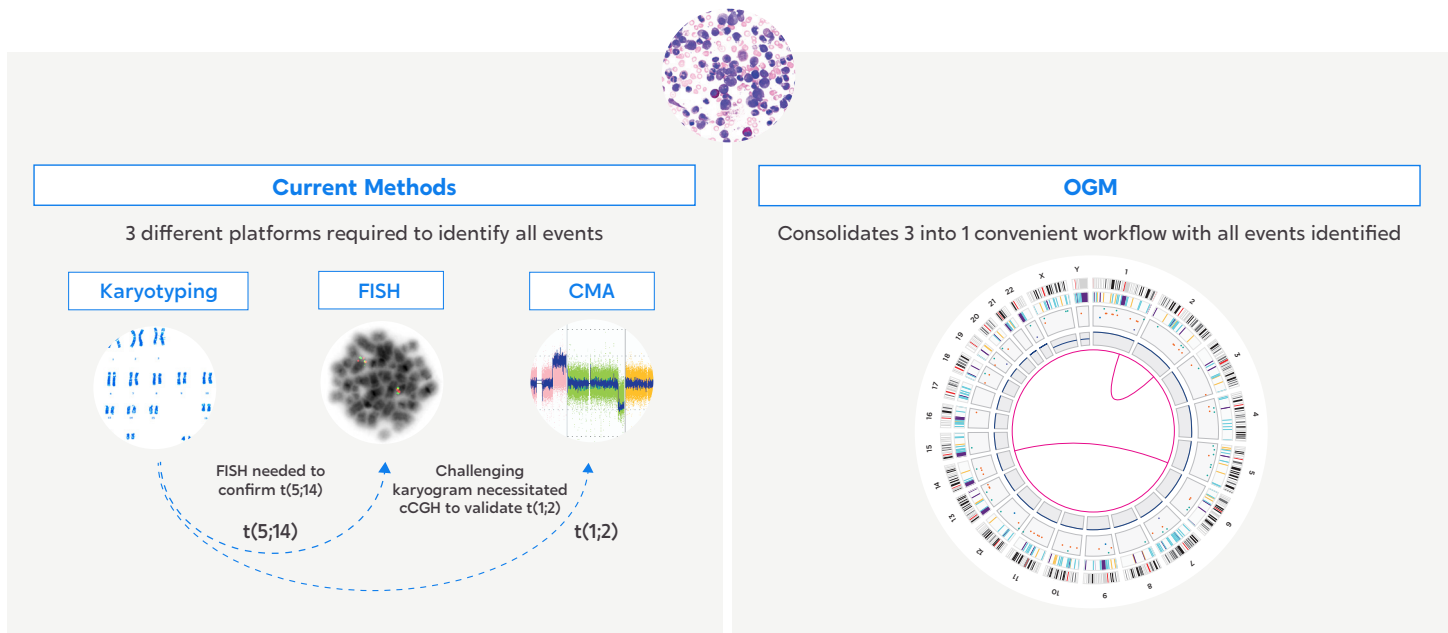 Current Methods
3 different platforms required to identify all events
Karyotyping
FISH
CMA
FISH needed to
confirm t(5;14)
t(5;14)
Challenging
karyogram necessitated
cCGH to validate t(1;2)
t(1;2)
OGM
Consolidates 3 into 1 convenient workflow with all events identified
1
2
3
4
5
6
7
8
9
10
11
12
13
14
15
16
17
18
19
20
21
22
X
Y